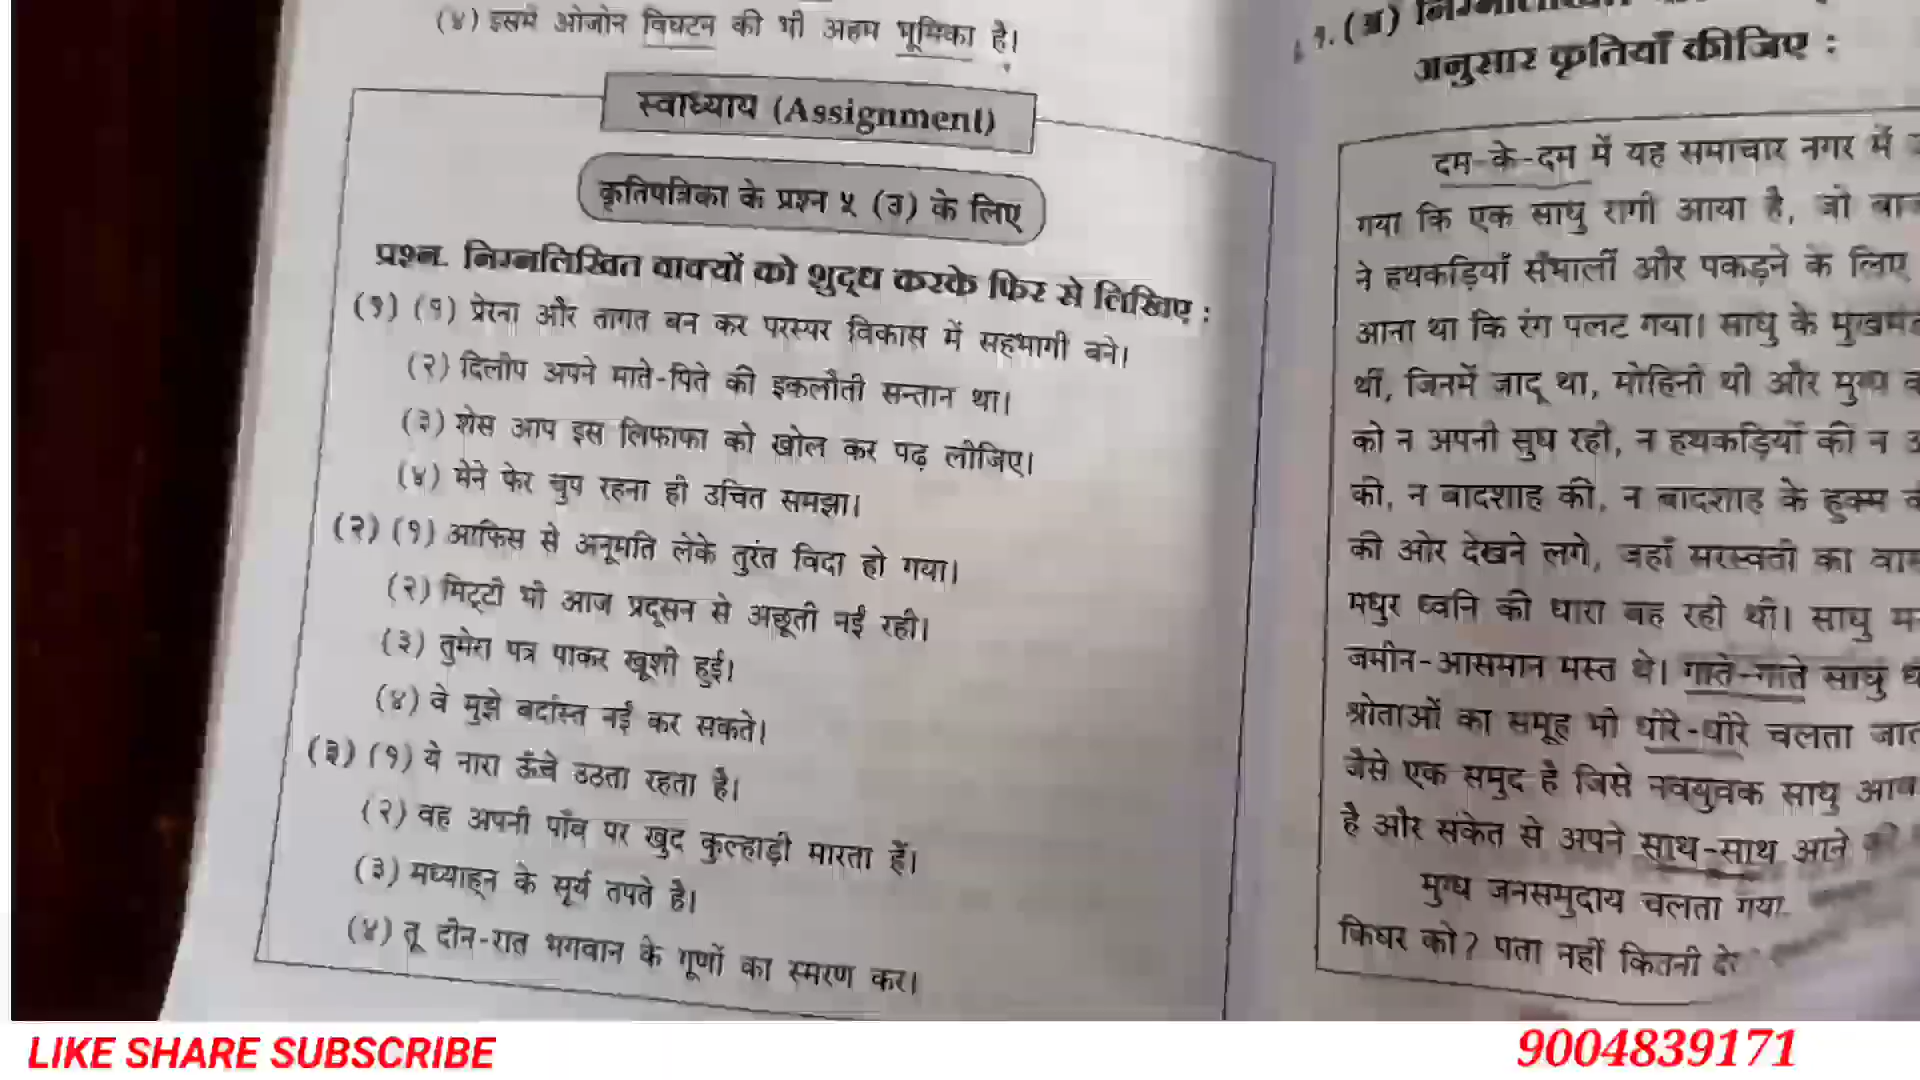 (४) इसमें ओजोन विघटन की भी अहम भूमिका है।
स्वाध्याय (Assignment)
कृतिपत्रिका के प्रश्न ५ (उ) के लिए
प्रश्न. निम्नलिखित वाक्यों को शुद्ध करके फिर से लिखिए :
(१) (१) प्रेरना और तागत बन कर परस्पर विकास में सहभागी बने।
(२) दिलीप अपने माते-पिते की इकलौती सन्तान था।
(३) शेस आप इस लिफाफा को खोल कर पढ़ लीजिए।
(४) मेने फेर चुप रहना ही उचित समझा।
(२) (१) आफिस से अनूमति लेके तुरंत विदा हो गया।
(२) मिट्टी भी आज प्रदूसन से अछूती नईं रही।
(३) तुमेरा पत्र पाकर खूशी हुई।
(४) वे मुझे बर्दास्त नईं कर सकते।
(३) (१) ये नारा ऊँचे उठता रहता है।
(२) वह अपनी पाँव पर खुद कुल्हाड़ी मारता हैं।
(३) मध्याह्न के सूर्य तपते है।
(४) तू दीन-रात भगवान के गूणों का स्मरण कर।
१. (अ) निम्नलिखित
अनुसार कृतियाँ कीजिए :
दम-के-दम में यह समाचार नगर में
गया कि एक साधु रागी आया है, जो
ने हथकड़ियाँ सँभालीं और पकड़ने के लिए
आना था कि रंग पलट गया। साधु के
थीं, जिनमें जादू था, मोहिनी थी और मुग्ध
को न अपनी सुध रही, न हथकड़ियों की न
की, न बादशाह की, न बादशाह के हुक्म
की ओर देखने लगे, जहाँ सरस्वती का
मधुर ध्वनि की धारा बह रही थी। साधु
जमीन-आसमान मस्त थे। गाते-गाते साधु
श्रोताओं का समूह भी धीरे-धीरे चलता
जैसे एक समुद्र है जिसे नवयुवक साधु
है और संकेत से अपने साथ-साथ आने
मुग्ध जनसमुदाय चलता गया
किधर को? पता नहीं कितनी
LIKE SHARE SUBSCRIBE
9004839171